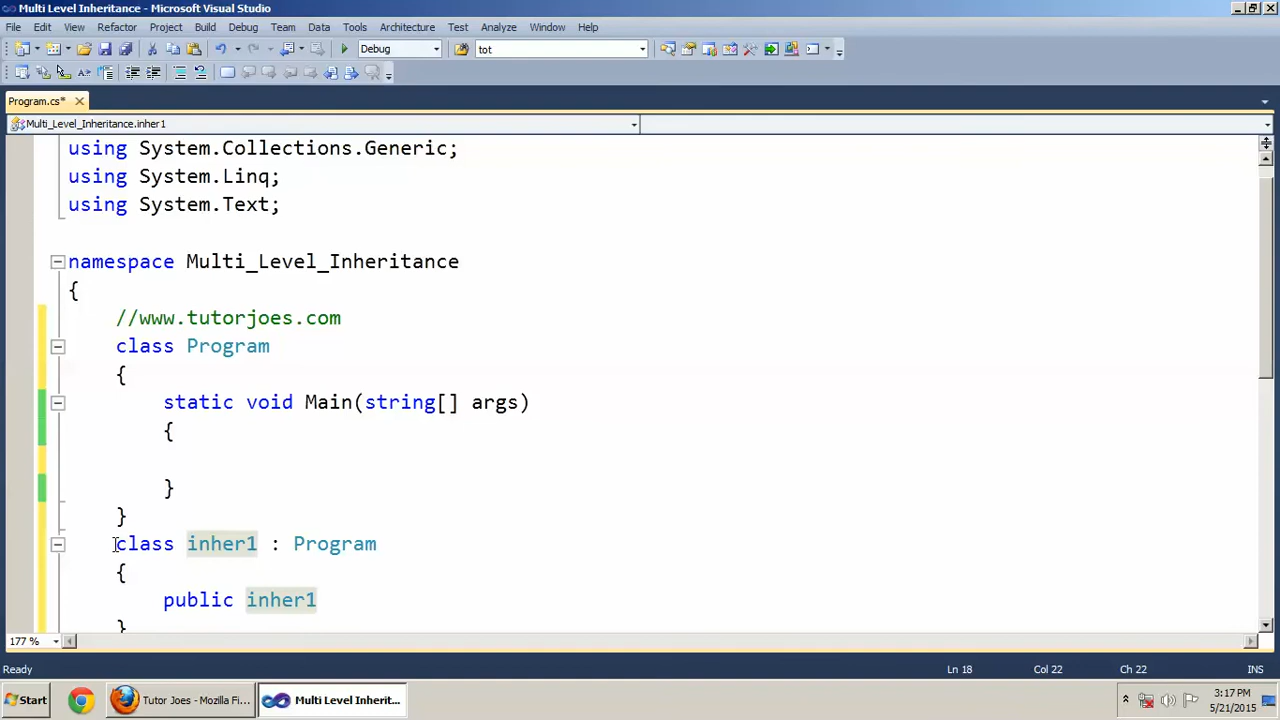 Multi Level Inheritance - Microsoft Visual Studio
File Edit View Refactor Project Build Debug Team Data Tools Architecture Test Analyze Window Help
Debug tot
Program.cs*
Multi_Level_Inheritance.inher1
using System.Collections.Generic;
using System.Linq;
using System.Text;
namespace Multi_Level_Inheritance
{
//www.tutorjoes.com
class Program
{
static void Main(string[] args)
{
}
}
class inher1 : Program
{
public inher1
}
177 %
Ready Ln 18 Col 22 Ch 22 INS
Start Tutor Joes - Mozilla Fi... Multi Level Inherit... 3:17 PM
5/21/2015